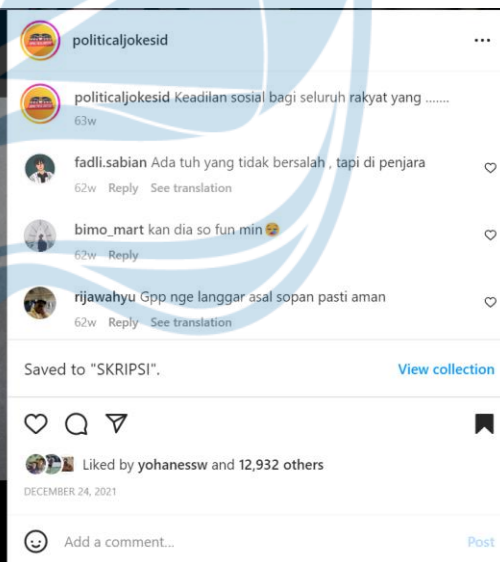 politicaljokesid
politicaljokesid Keadilan sosial bagi seluruh rakyat yang .......
63w
fadli.sabian Ada tuh yang tidak bersalah , tapi di penjara
62w Reply See translation
bimo_mart kan dia so fun min😪
62w Reply
rijawahyu Gpp nge langgar asal sopan pasti aman
62w Reply See translation
Saved to "SKRIPSI".
View collection
Liked by yohanessw and 12,932 others
DECEMBER 24, 2021
Add a comment...
Post